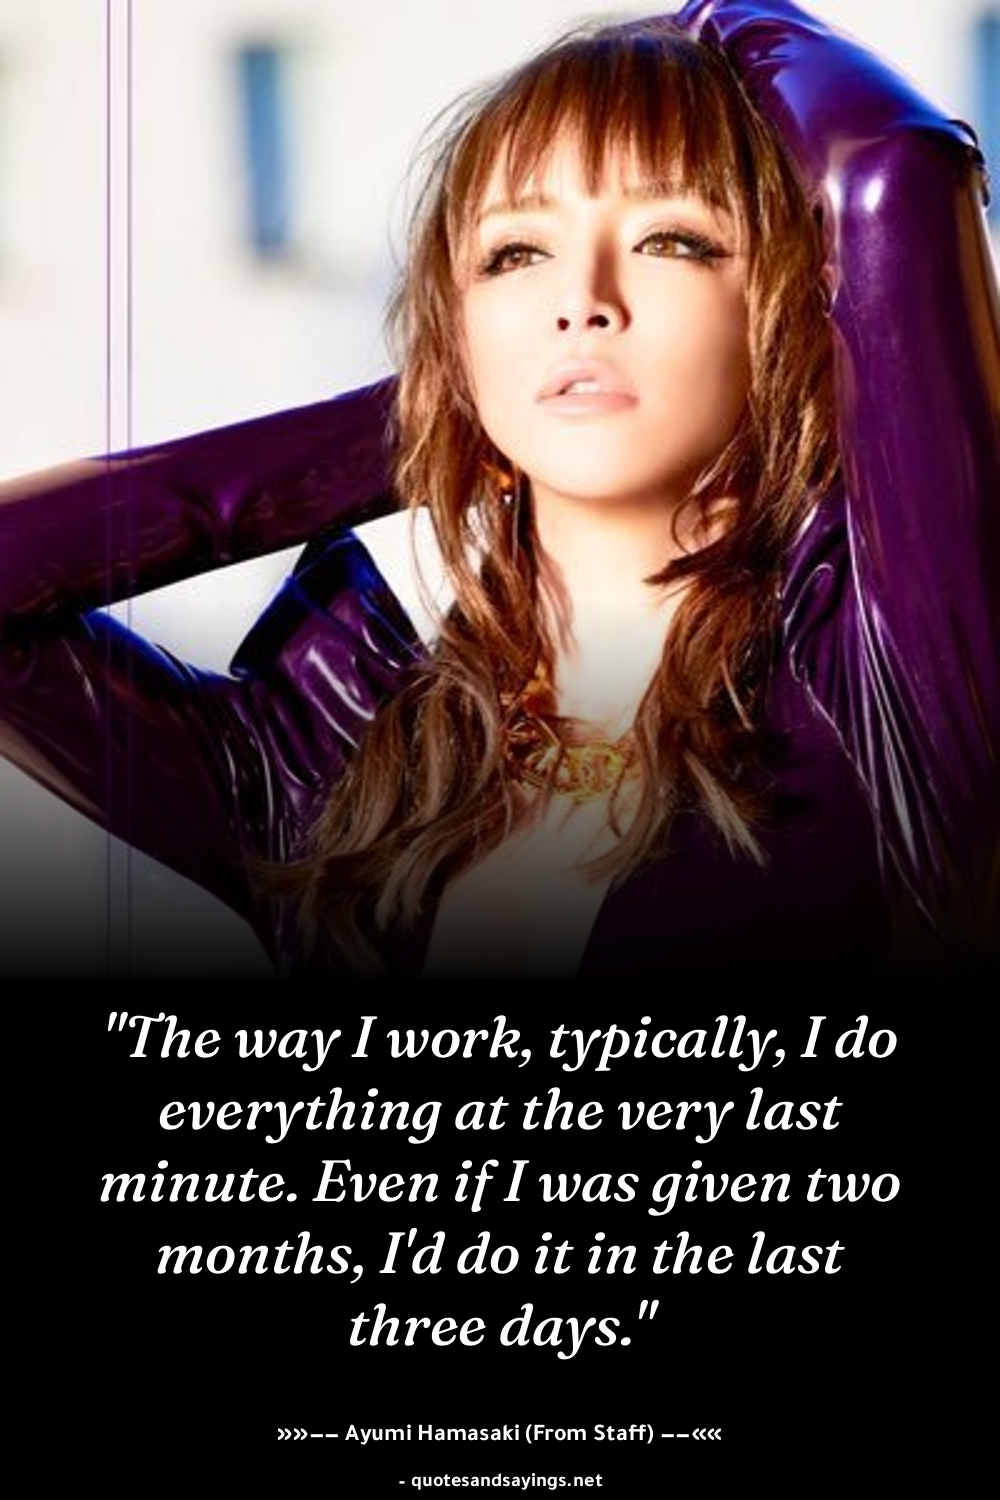 "The way I work, typically, I do
everything at the very last
minute. Even if I was given two
months, I'd do it in the last
three days."
»»–– Ayumi Hamasaki (From Staff) ––««
- quotesandsayings.net